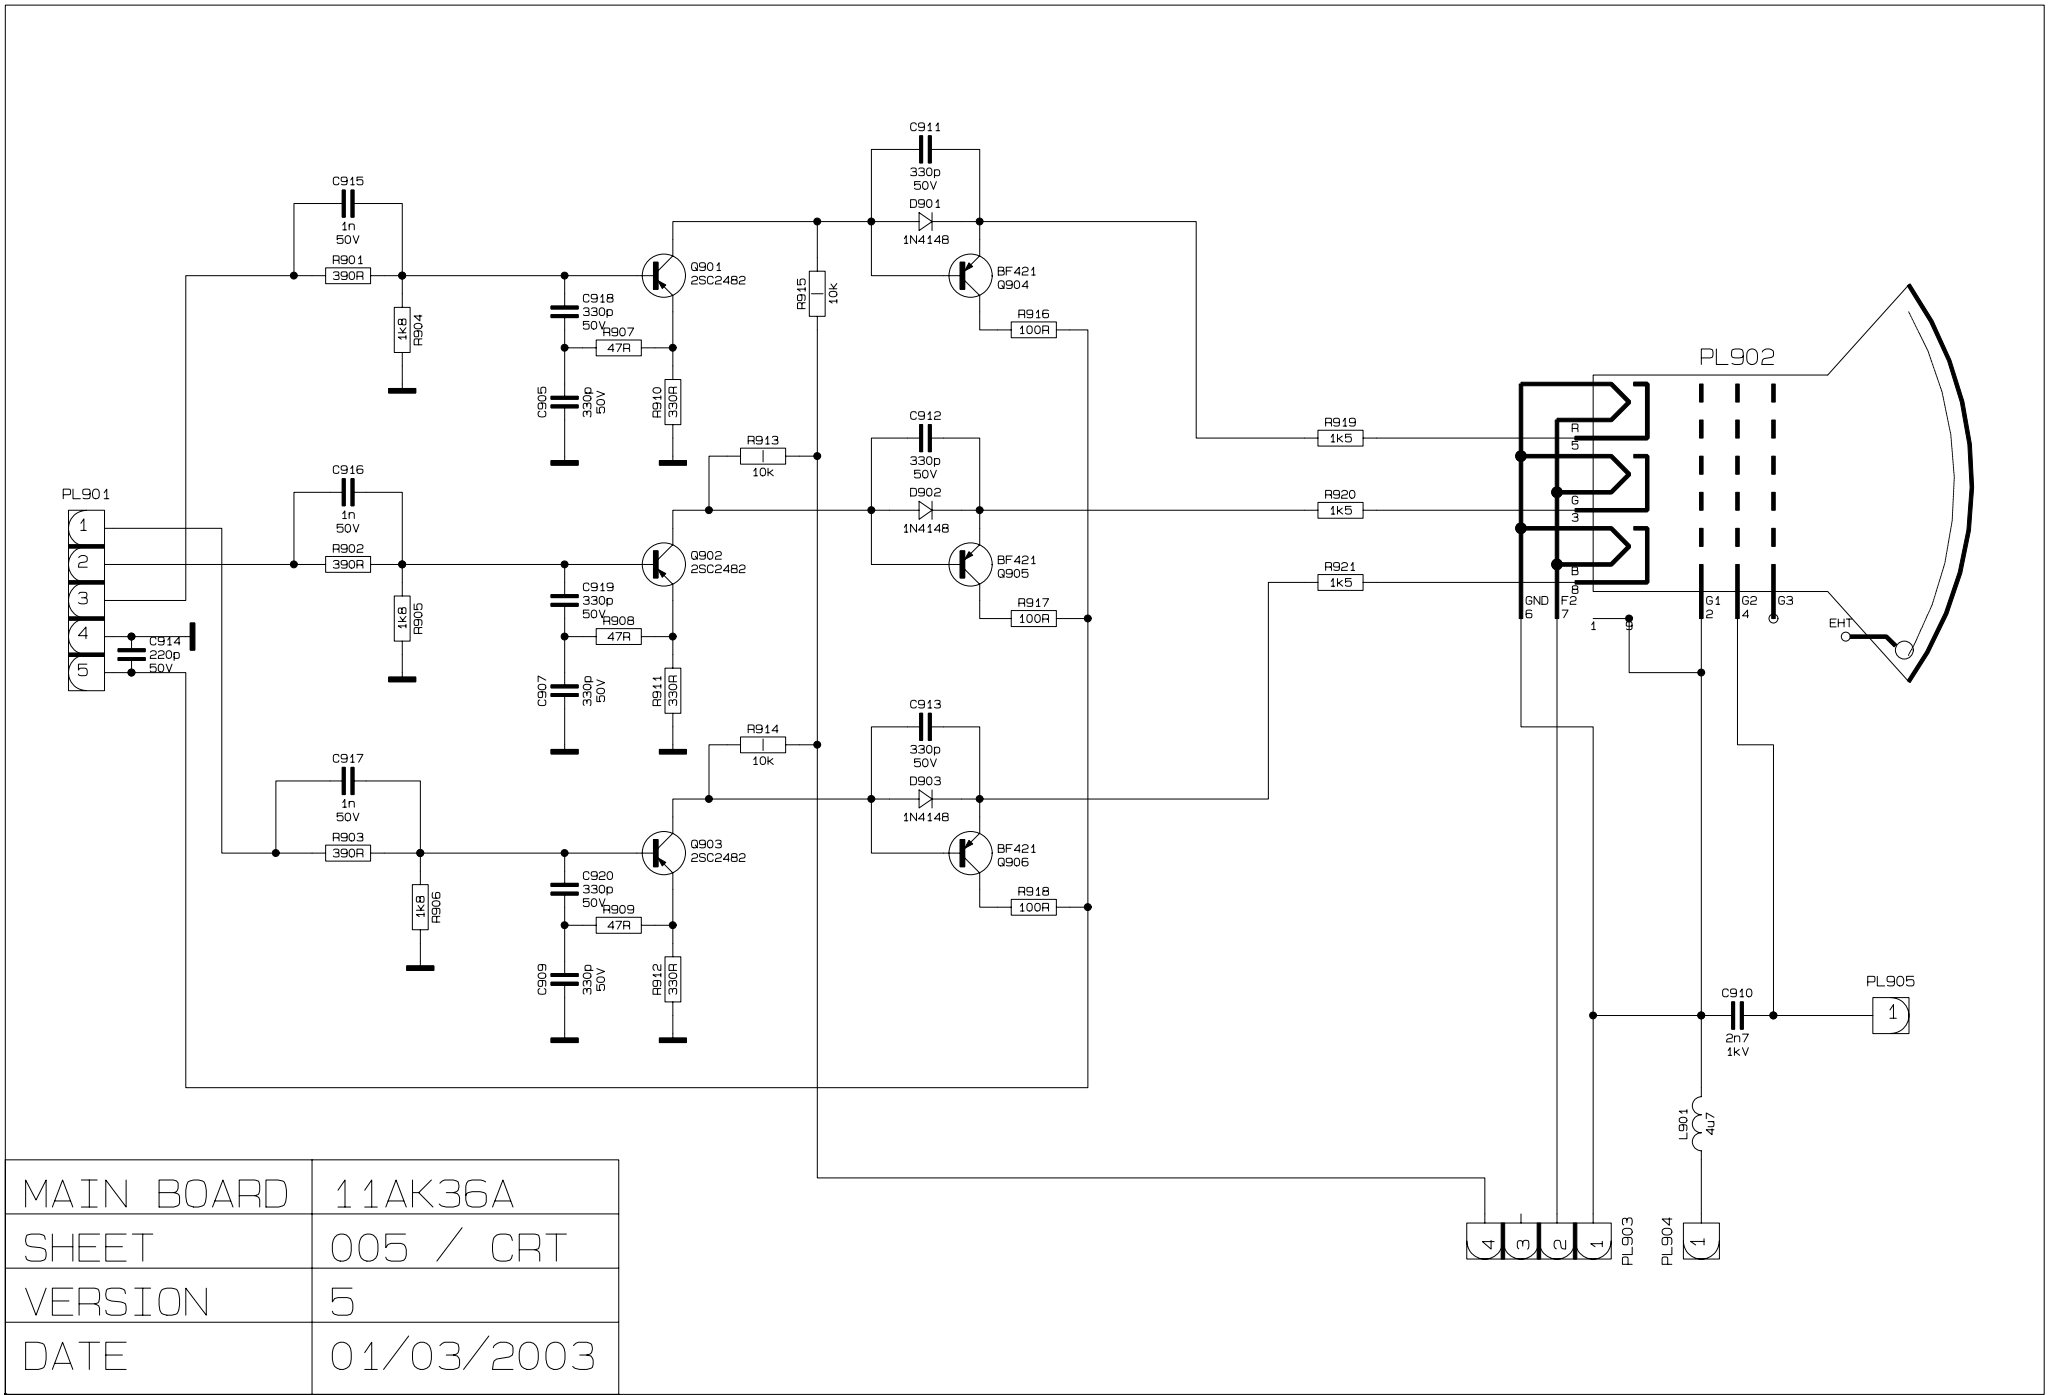 C911
330p
50V
D901
1N4148
C915
1n
50V
R901
390R
Q901
2SC2482
BF421
Q904
R915
10k
C918
330p
50V
R907
47R
R904
1k8
R916
100R
C905
330p
50V
R910
330R
PL902
C912
330p
50V
R919
1k5
R
5
R913
10k
C916
1n
50V
D902
1N4148
R920
1k5
G
3
PL901
1
2
3
4
5
R902
390R
Q902
2SC2482
BF421
Q905
R921
1k5
B
8
C919
330p
50V
R908
47R
R905
1k8
R917
100R
GND
6
F2
7
1
9
G1
2
G2
4
G3
EHT
C914
220p
50V
C907
330p
50V
R911
330R
C913
330p
50V
R914
10k
C917
1n
50V
D903
1N4148
R903
390R
Q903
2SC2482
BF421
Q906
C920
330p
50V
R909
47R
R906
1k8
R918
100R
C909
330p
50V
R912
330R
C910
2n7
1kV
PL905
1
L901
4u7
4
3
2
1
PL903
PL904
1
MAIN BOARD 11AK36A
SHEET 005 / CRT
VERSION 5
DATE 01/03/2003